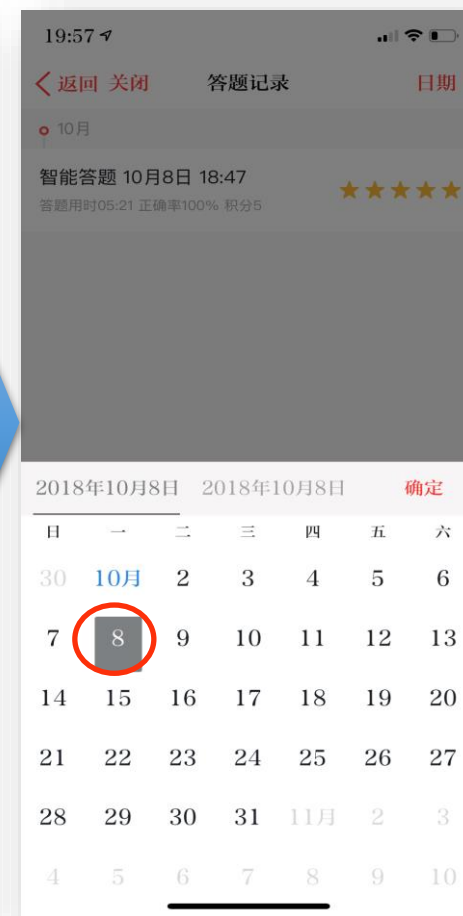 19:57
返回 关闭 答题记录 日期
10月
智能答题 10月8日 18:47
答题用时05:21 正确率100% 积分5
2018年10月8日 2018年10月8日 确定
日 一 二 三 四 五 六
30 10月 2 3 4 5 6
7 8 9 10 11 12 13
14 15 16 17 18 19 20
21 22 23 24 25 26 27
28 29 30 31 11月 2 3
4 5 6 7 8 9 10